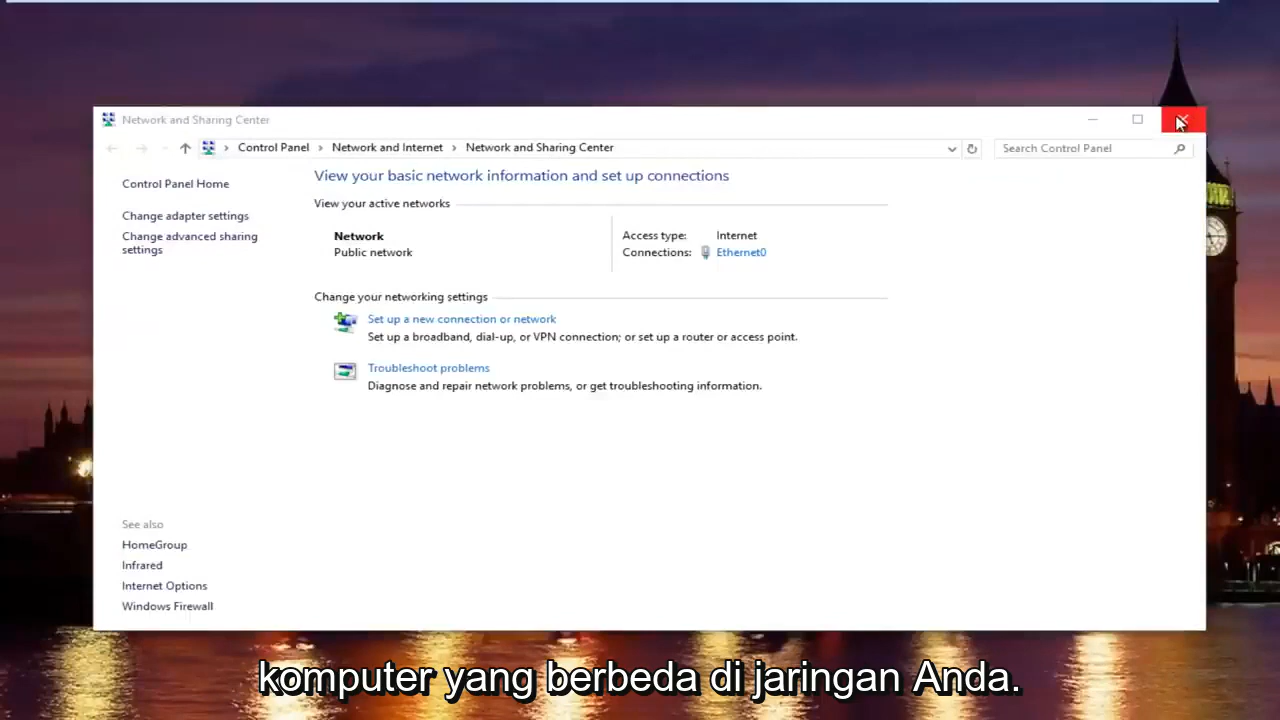 Network and Sharing Center
Control Panel
Network and Internet
Network and Sharing Center
Search Control Panel
Control Panel Home
Change adapter settings
Change advanced sharing
settings
View your basic network information and set up connections
View your active networks
Network
Public network
Access type: Internet
Connections: Ethernet0
Change your networking settings
Set up a new connection or network
Set up a broadband, dial-up, or VPN connection; or set up a router or access point.
Troubleshoot problems
Diagnose and repair network problems, or get troubleshooting information.
See also
HomeGroup
Infrared
Internet Options
Windows Firewall
komputer yang berbeda di jaringan Anda.